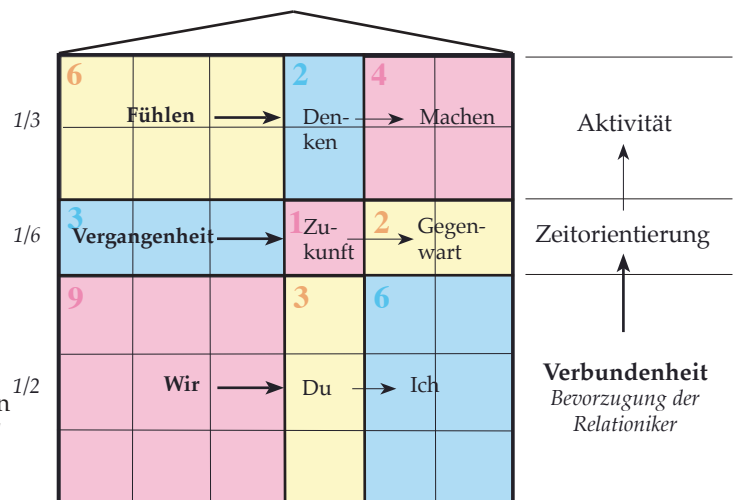 6 2 4
1/3 Fühlen Den- Machen Aktivität
ken
3 1 Zu- 2 Gegen-
1/6 Vergangenheit kunft wart Zeitorientierung
9 3 6
1/2 Wir Du Ich Verbundenheit
n Bevorzugung der
Relationiker